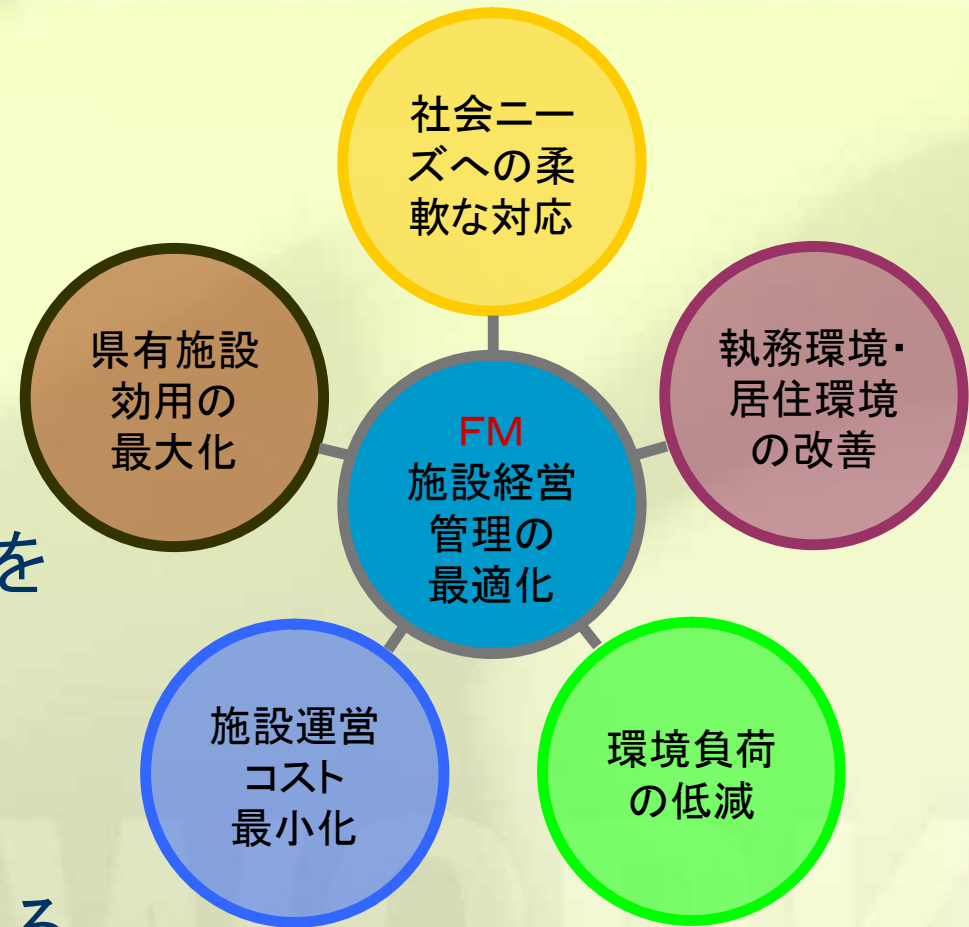 社会ニー
ズへの柔
軟な対応
県有施設
効用の
最大化
執務環境・
居住環境
の改善
FM
施設経営
管理の
最適化
を
施設運営
コスト
最小化
環境負荷
の低減
る